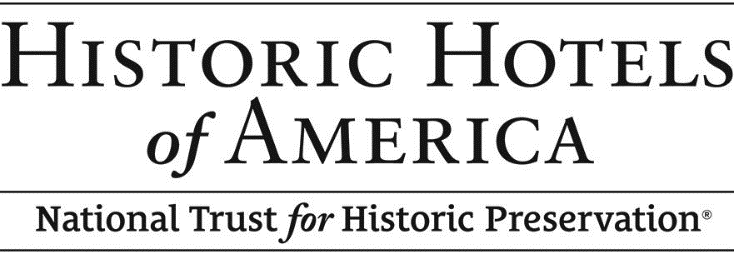 HISTORIC HOTELS
of AMERICA
National Trust for Historic Preservation®